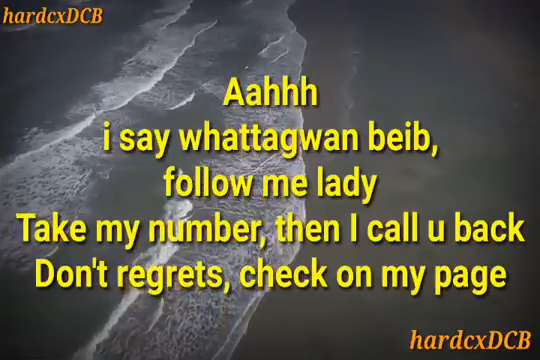 hardcxDCB
Aahhh
i say whattagwan beib,
follow me lady
Take my number, then I call u back
Don't regrets, check on my page
hardcxDCB